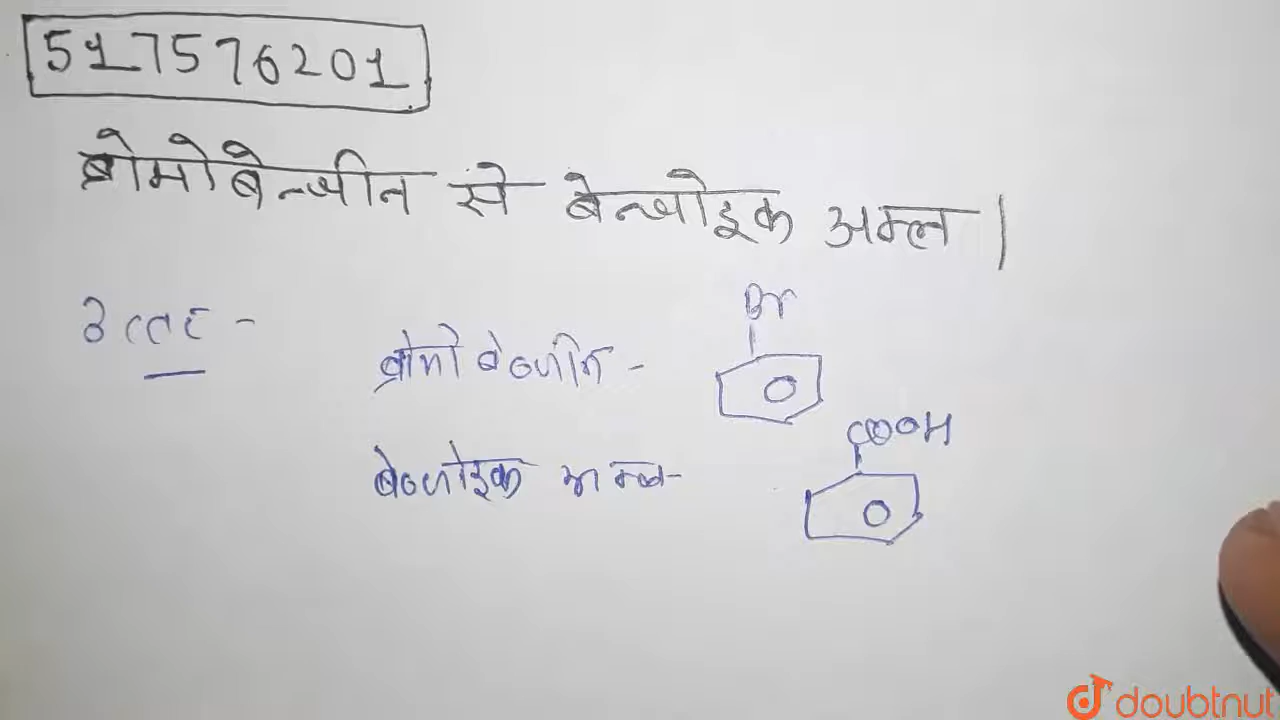 517576201
ब्रोमोबेन्जीन से बेन्जोइक अम्ल |
उत्तर -
Br
ब्रोमो बेण्जीन -
COOH
बेण्जोइक अम्ल-
doubtnut